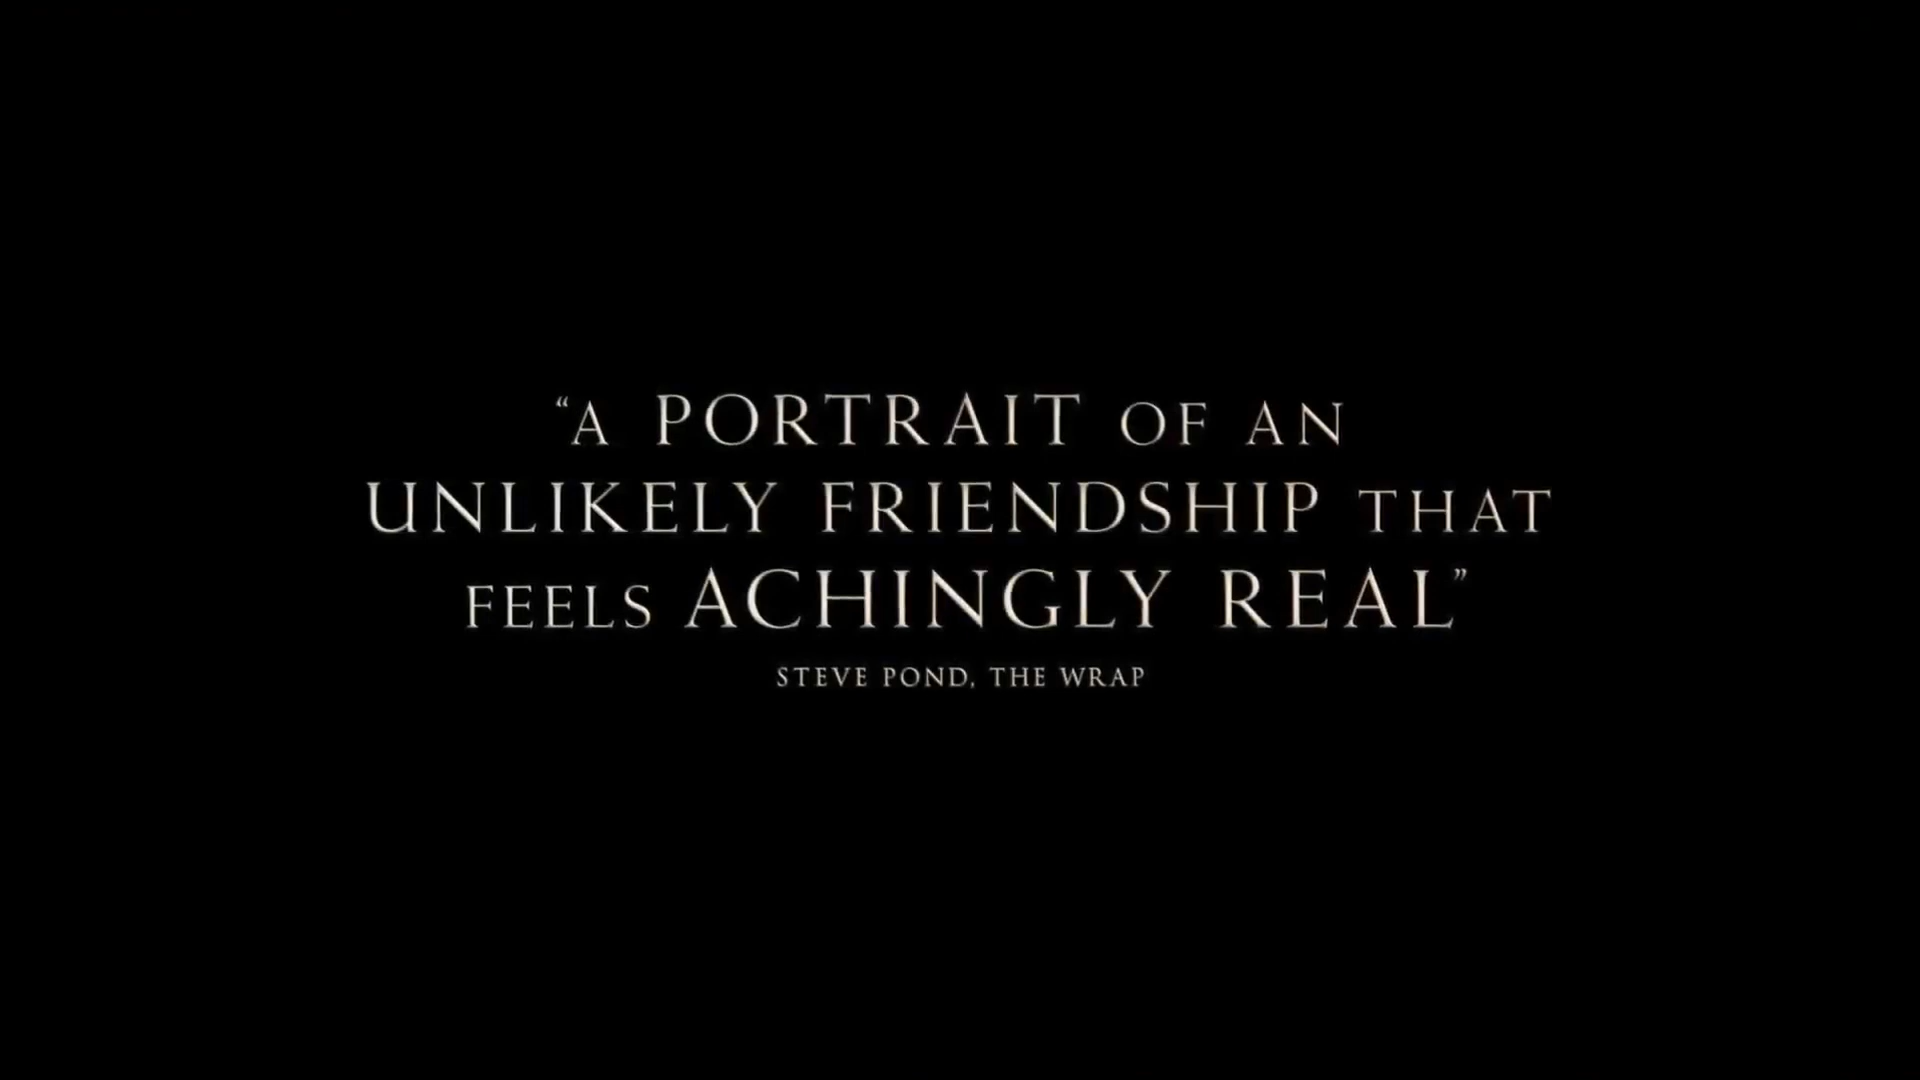 “A PORTRAIT OF AN
UNLIKELY FRIENDSHIP THAT
FEELS ACHINGLY REAL”
STEVE POND, THE WRAP